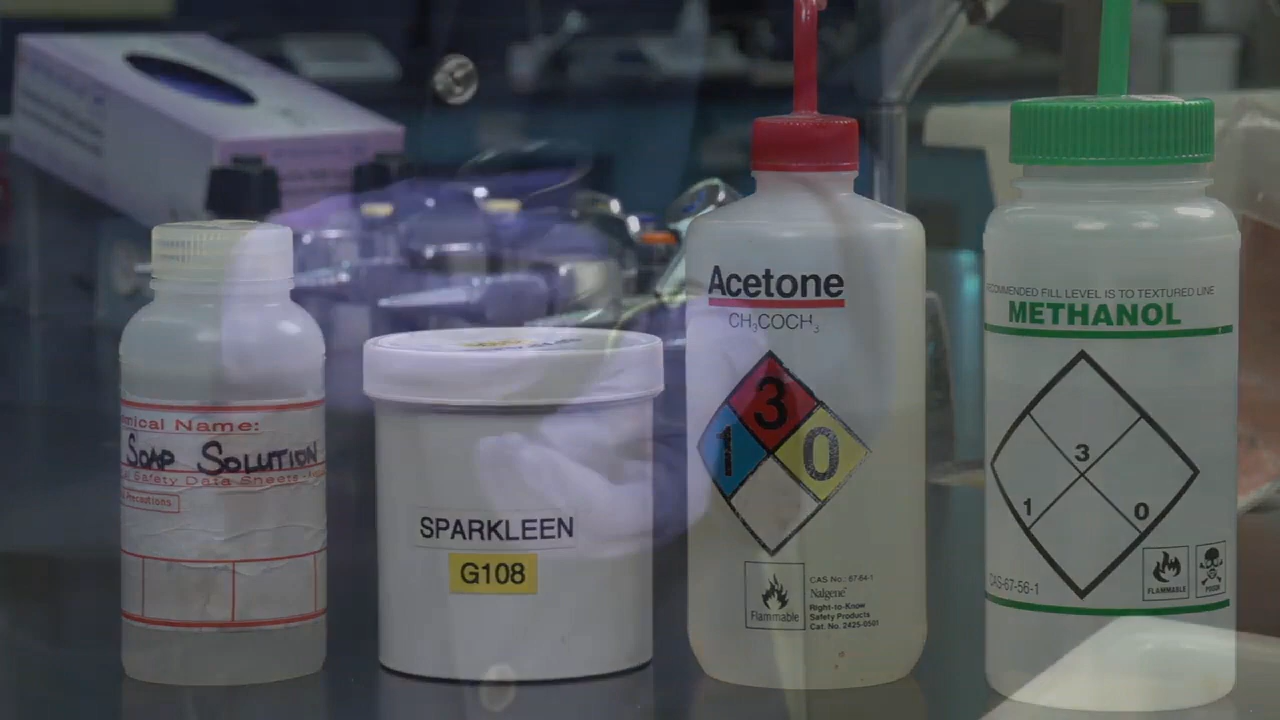 mical Name:
SOAP SOLUTION
Safety Data Sheets
Precautions
SPARKLEEN
G108
Acetone
CH₃COCH₃
3
1
0
Flammable
CAS No.: 67-64-1
Nalgene
Right-to-Know
Safety Products
Cat. No. 2425-0501
RECOMMENDED FILL LEVEL IS TO TEXTURED LINE
METHANOL
3
1
0
CAS-67-56-1
FLAMMABLE
POISON